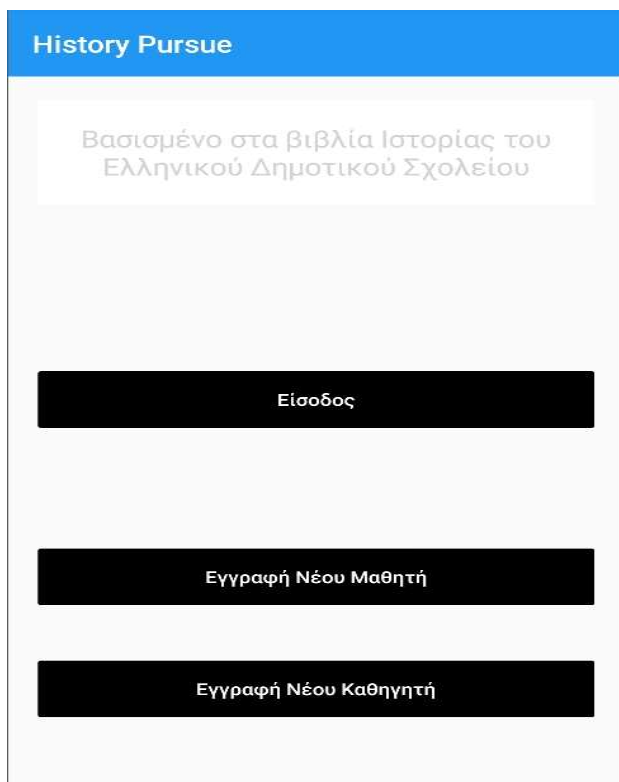 History Pursue
Βασισμένο στα βιβλία Ιστορίας του
Ελληνικού Δημοτικού Σχολείου
Είσοδος
Εγγραφή Νέου Μαθητή
Εγγραφή Νέου Καθηγητή